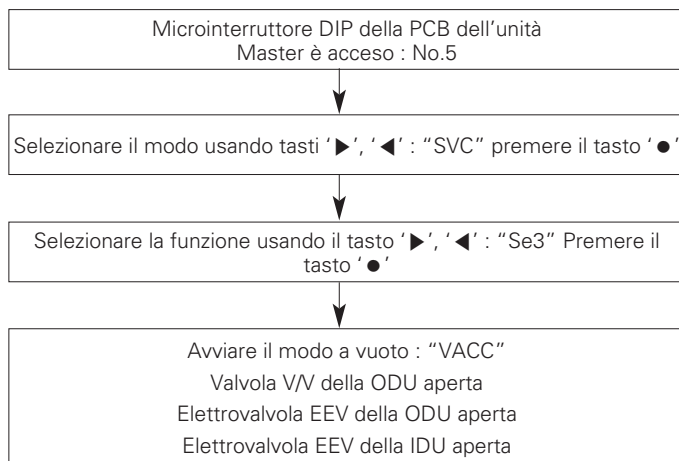 Microinterruttore DIP della PCB dell'unità
Master è acceso : No.5
Selezionare il modo usando tasti '▶', '◀' : "SVC" premere il tasto '●'
Selezionare la funzione usando il tasto '▶', '◀' : "Se3" Premere il
tasto '●'
Avviare il modo a vuoto : "VACC"
Valvola V/V della ODU aperta
Elettrovalvola EEV della ODU aperta
Elettrovalvola EEV della IDU aperta